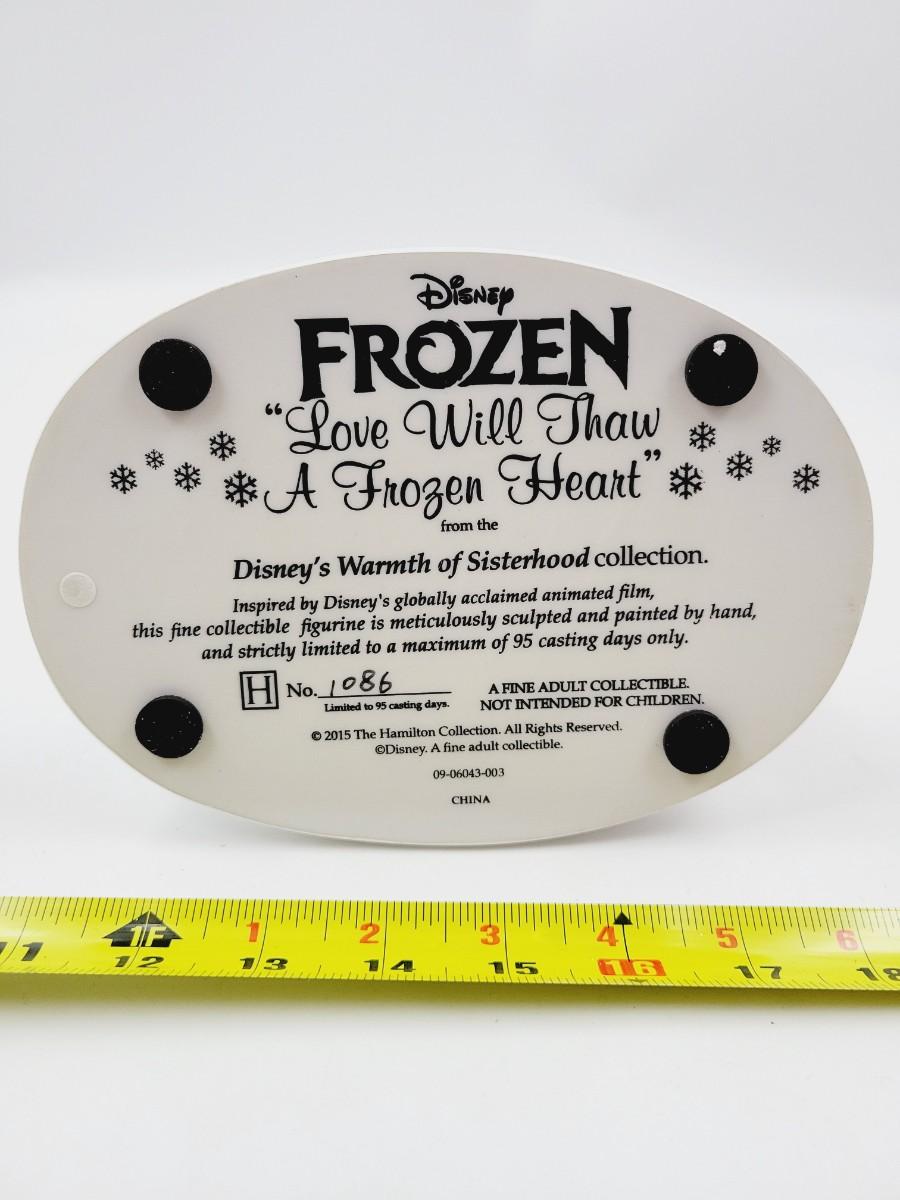 Disney
FROZEN
“Love Will Thaw
A Frozen Heart”
from the
Disney's Warmth of Sisterhood collection.
Inspired by Disney's globally acclaimed animated film,
this fine collectible figurine is meticulously sculpted and painted by hand,
and strictly limited to a maximum of 95 casting days only.
H No. 1086
Limited to 95 casting days.
A FINE ADULT COLLECTIBLE.
NOT INTENDED FOR CHILDREN.
© 2015 The Hamilton Collection. All Rights Reserved.
©Disney. A fine adult collectible.
09-06043-003
CHINA
1F 1 2 3 4 5 6
11 12 13 14 15 16 17 18